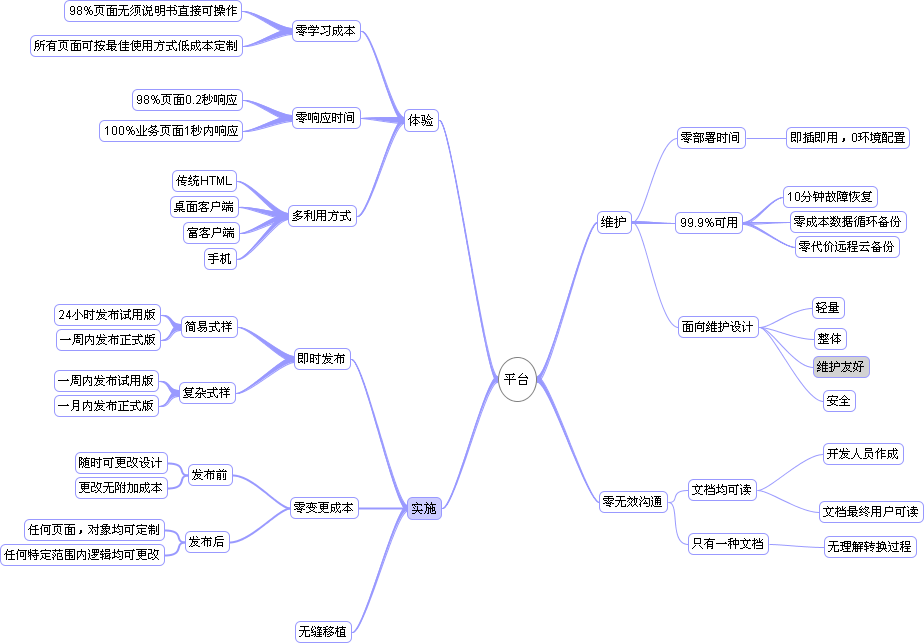 平台
体验
零学习成本
98%页面无须说明书直接可操作
所有页面可按最佳使用方式低成本定制
零响应时间
98%页面0.2秒响应
100%业务页面1秒内响应
多利用方式
传统HTML
桌面客户端
富客户端
手机
实施
即时发布
简易式样
24小时发布试用版
一周内发布正式版
复杂式样
一周内发布试用版
一月内发布正式版
零变更成本
发布前
随时可更改设计
更改无附加成本
发布后
任何页面，对象均可定制
任何特定范围内逻辑均可更改
无缝移植
维护
零部署时间
即插即用，0环境配置
99.9%可用
10分钟故障恢复
零成本数据循环备份
零代价远程云备份
面向维护设计
轻量
整体
维护友好
安全
零无效沟通
文档均可读
开发人员作成
文档最终用户可读
只有一种文档
无理解转换过程